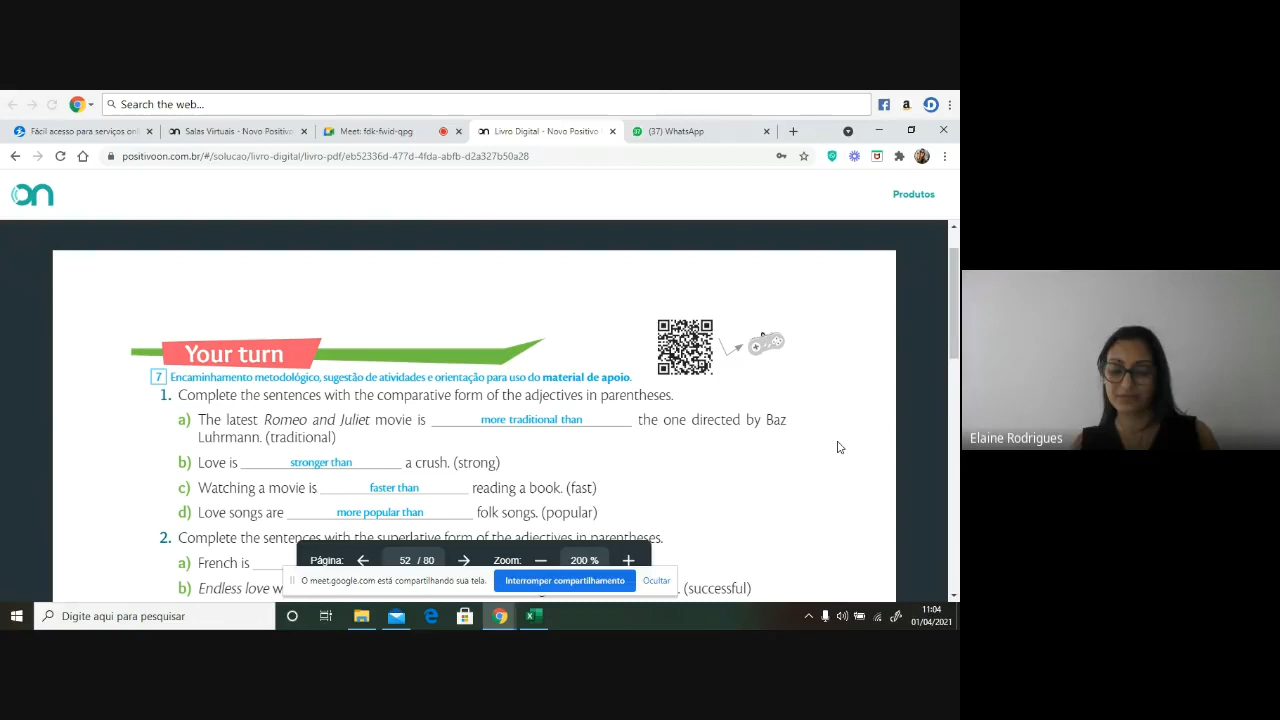 Search the web...
Fácil acesso para serviços onl
Salas Virtuais - Novo Positivo
Meet: fdk-fwid-qpg
Livro Digital - Novo Positivo
(37) WhatsApp
positivoon.com.br/#/solucao/livro-digital/livro-pdf/eb52336d-477d-4fda-abfb-d2a327b50a28
on
Produtos
Your turn
7 Encaminhamento metodológico, sugestão de atividades e orientação para uso do material de apoio.
1. Complete the sentences with the comparative form of the adjectives in parentheses.
a) The latest Romeo and Juliet movie is more traditional than the one directed by Baz
Luhrmann. (traditional)
b) Love is stronger than a crush. (strong)
c) Watching a movie is faster than reading a book. (fast)
d) Love songs are more popular than folk songs. (popular)
2. Complete the sentences with the superlative form of the adjectives in parentheses.
a) French is
b) Endless love w
. (successful)
Página: 52 / 80 Zoom: 200 %
O meet.google.com está compartilhando sua tela. Interromper compartilhamento Ocultar
Digite aqui para pesquisar
11:04
01/04/2021
Elaine Rodrigues